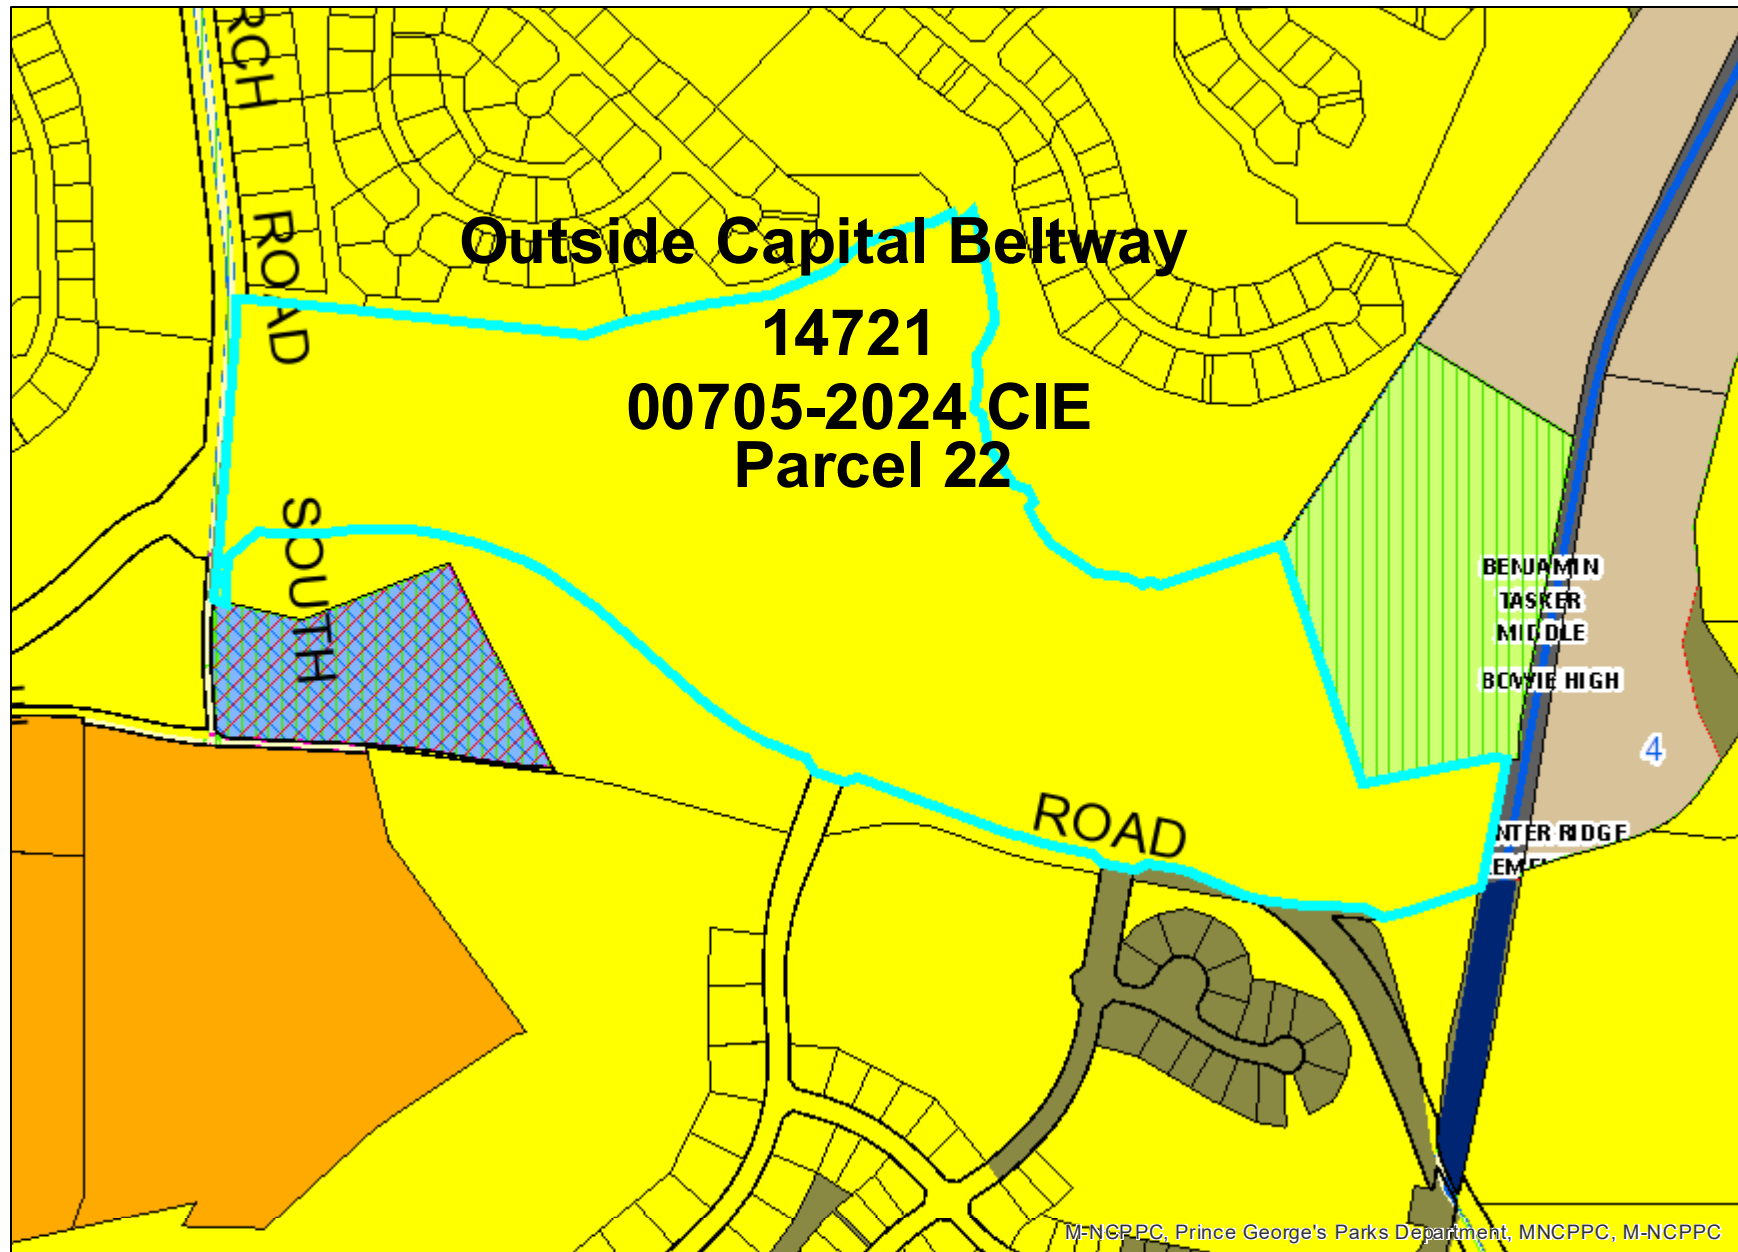 RCH ROAD
Outside Capital Beltway
14721
00705-2024 CIE
Parcel 22
SOUTH
BENJAMIN
TASKER
MIDDLE
BOWIE HIGH
4
ROAD
NTER RIDGE
M-NCPPC, Prince George's Parks Department, MNCPPC, M-NCPPC